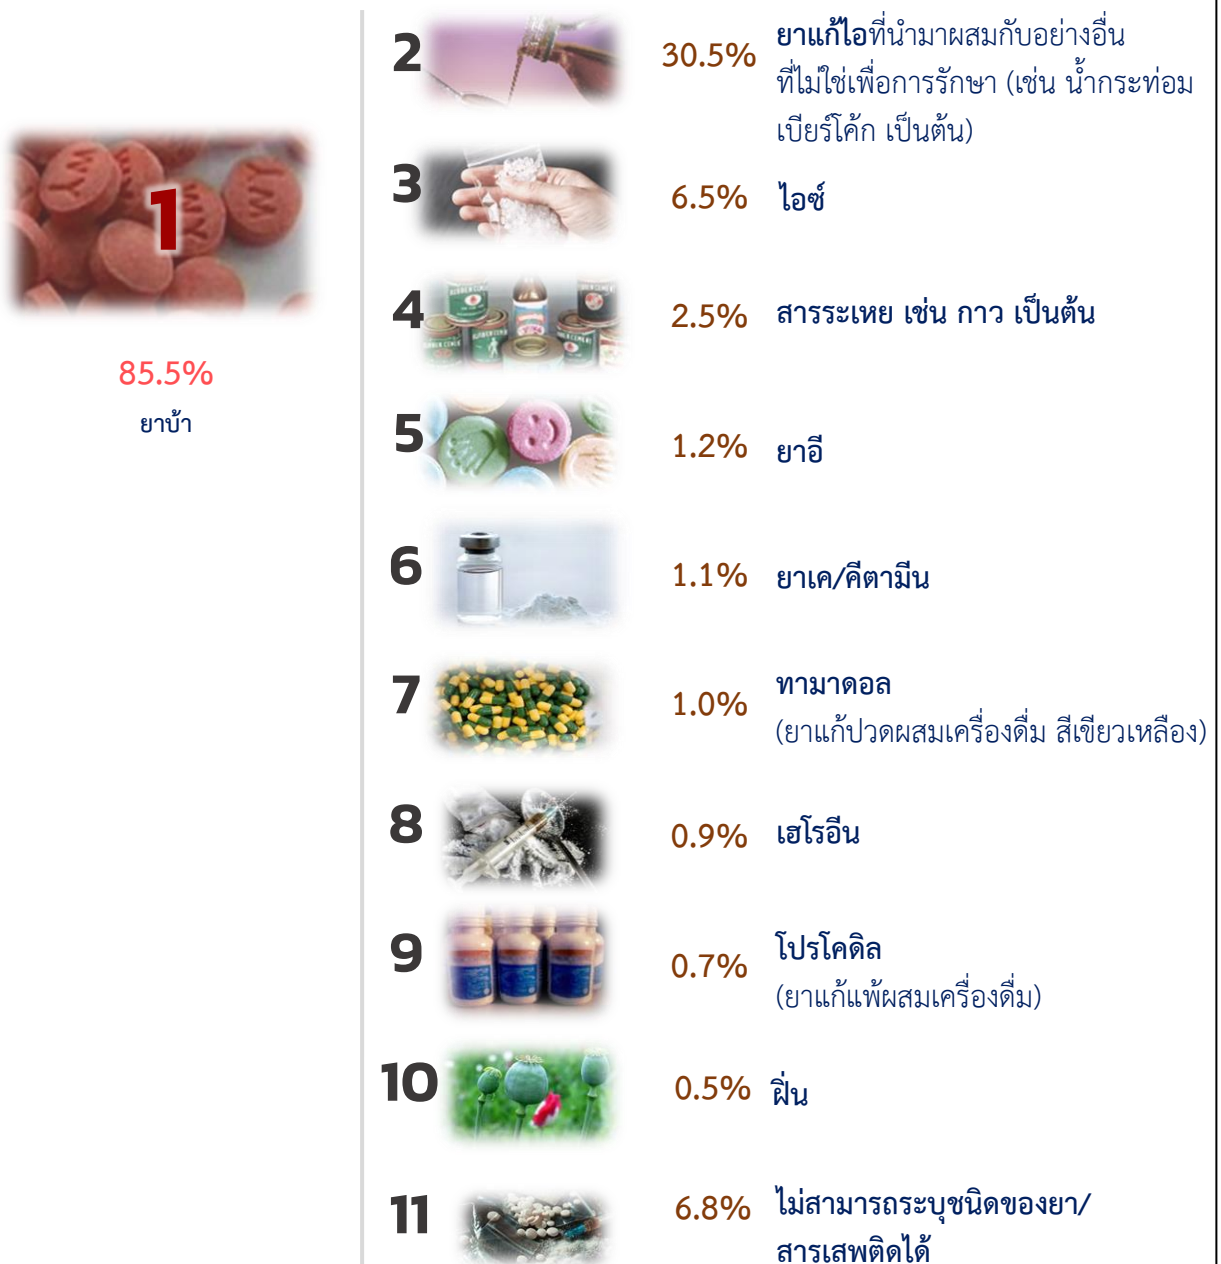 1
85.5%
ยาบ้า
2
30.5%
ยาแก้ไอที่นำมาผสมกับอย่างอื่น
ที่ไม่ใช่เพื่อการรักษา (เช่น น้ำกระท่อม
เบียร์โค้ก เป็นต้น)
3
6.5%
ไอซ์
4
2.5%
สารระเหย เช่น กาว เป็นต้น
5
1.2%
ยาอี
6
1.1%
ยาเค/คีตามีน
7
1.0%
ทามาดอล
(ยาแก้ปวดผสมเครื่องดื่ม สีเขียวเหลือง)
8
0.9%
เฮโรอีน
9
0.7%
โปรโคดิล
(ยาแก้แพ้ผสมเครื่องดื่ม)
10
0.5%
ฝิ่น
11
6.8%
ไม่สามารถระบุชนิดของยา/
สารเสพติดได้